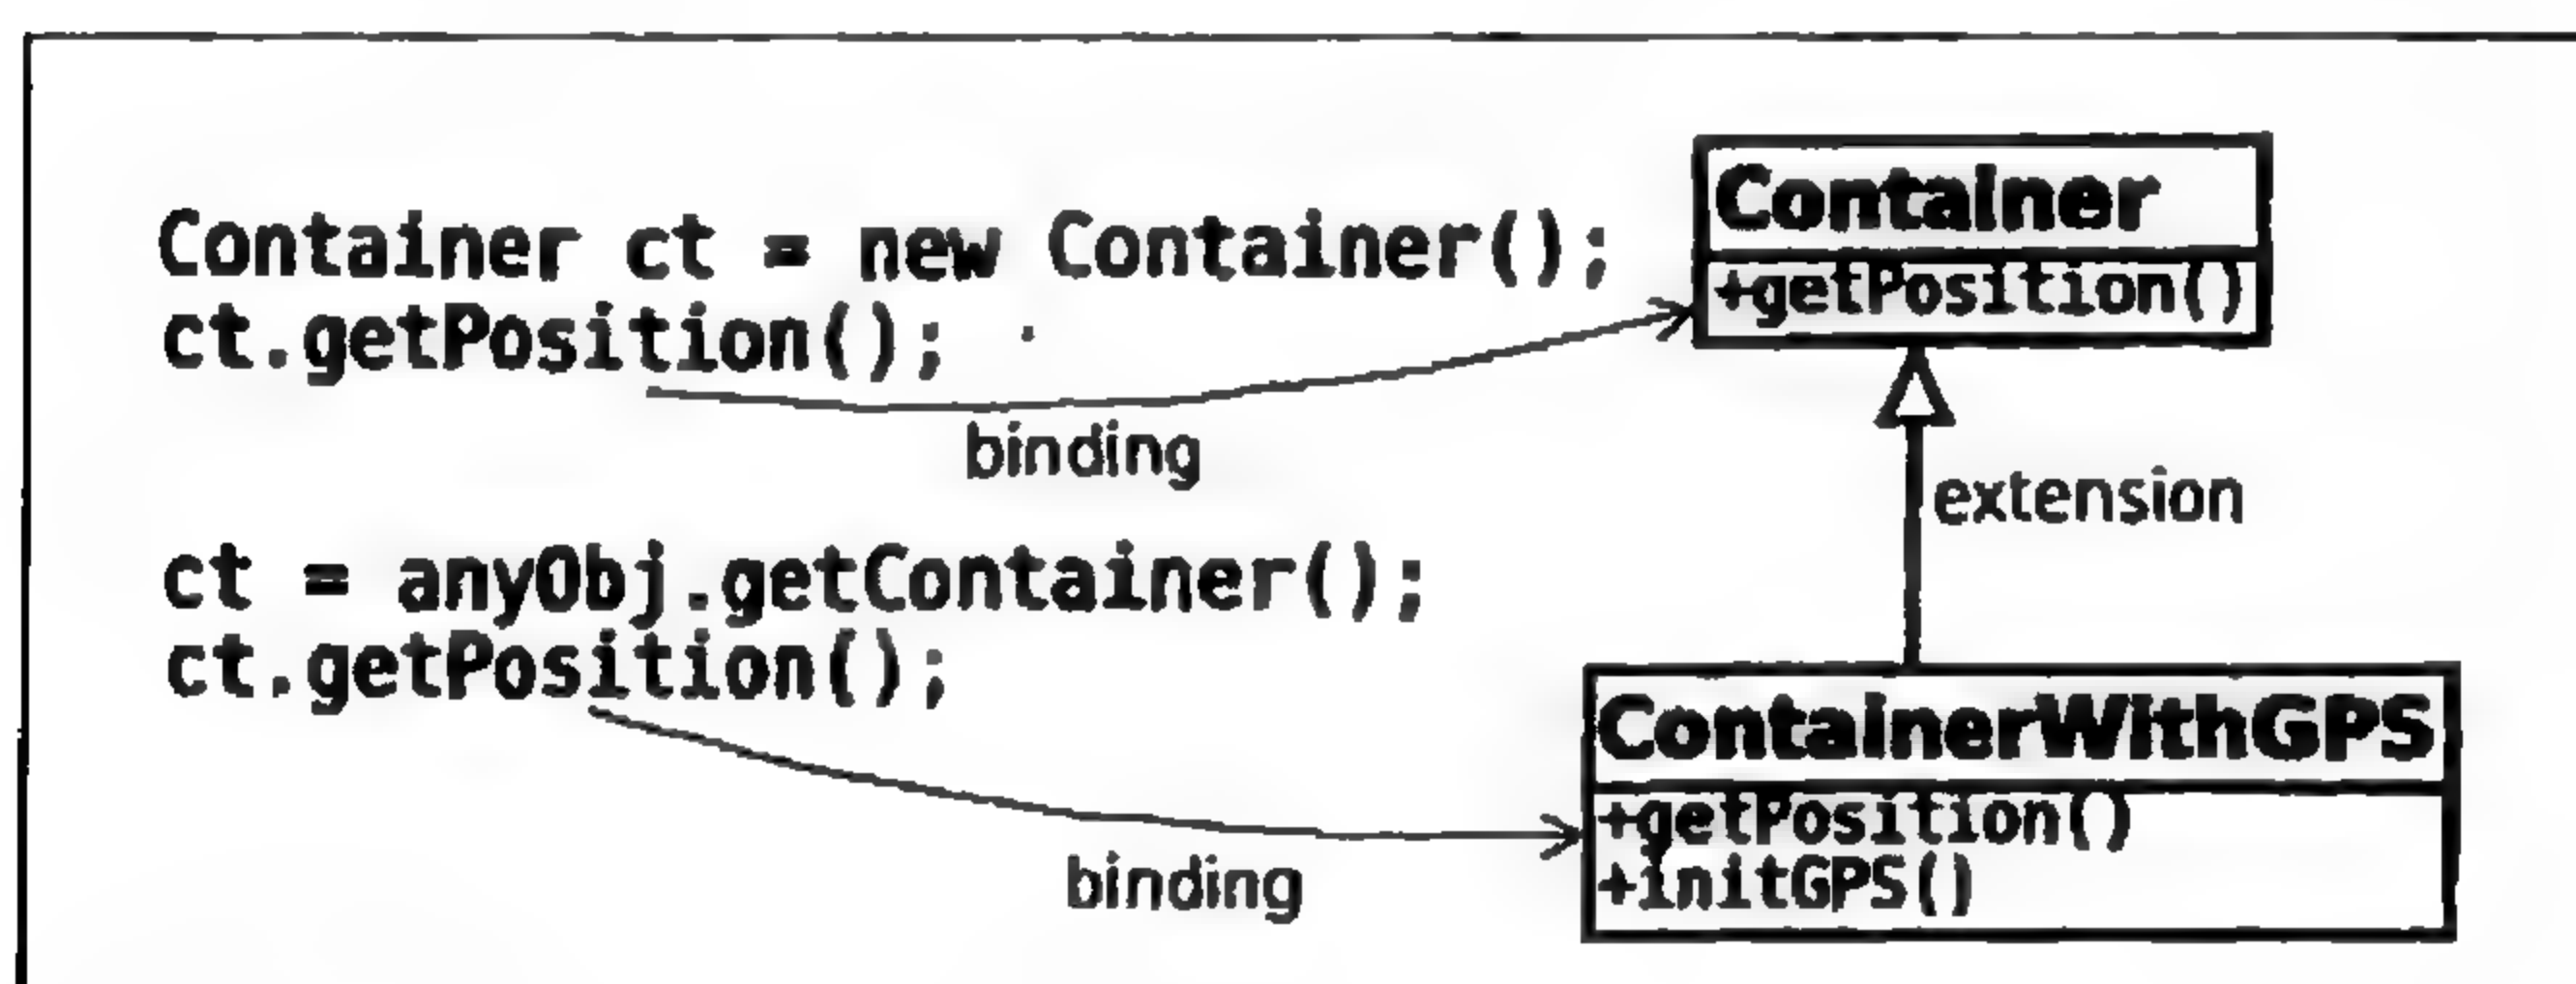 Container ct = new Container();
ct.getPosition();
binding
Container
+getPosition()
extension
ct = anyObj.getContainer();
ct.getPosition();
binding
ContainerWithGPS
+getPosition()
+initGPS()